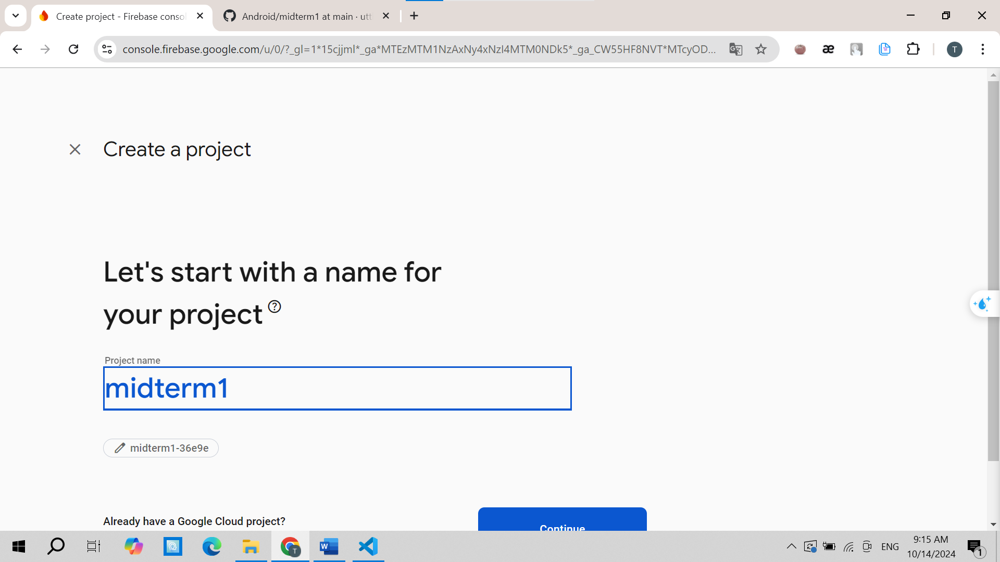 Create project - Firebase consol
Android/midterm1 at main · utt
console.firebase.google.com/u/0/?_gl=1*15cjjml*_ga*MTEzMTM1NzAxNy4xNzI4MTM0NDk5*_ga_CW55HF8NVT*MTcyOD...
T
Create a project
Let's start with a name for
your project
Project name
midterm1
midterm1-36e9e
Already have a Google Cloud project?
Continue
ENG
9:15 AM
10/14/2024
1